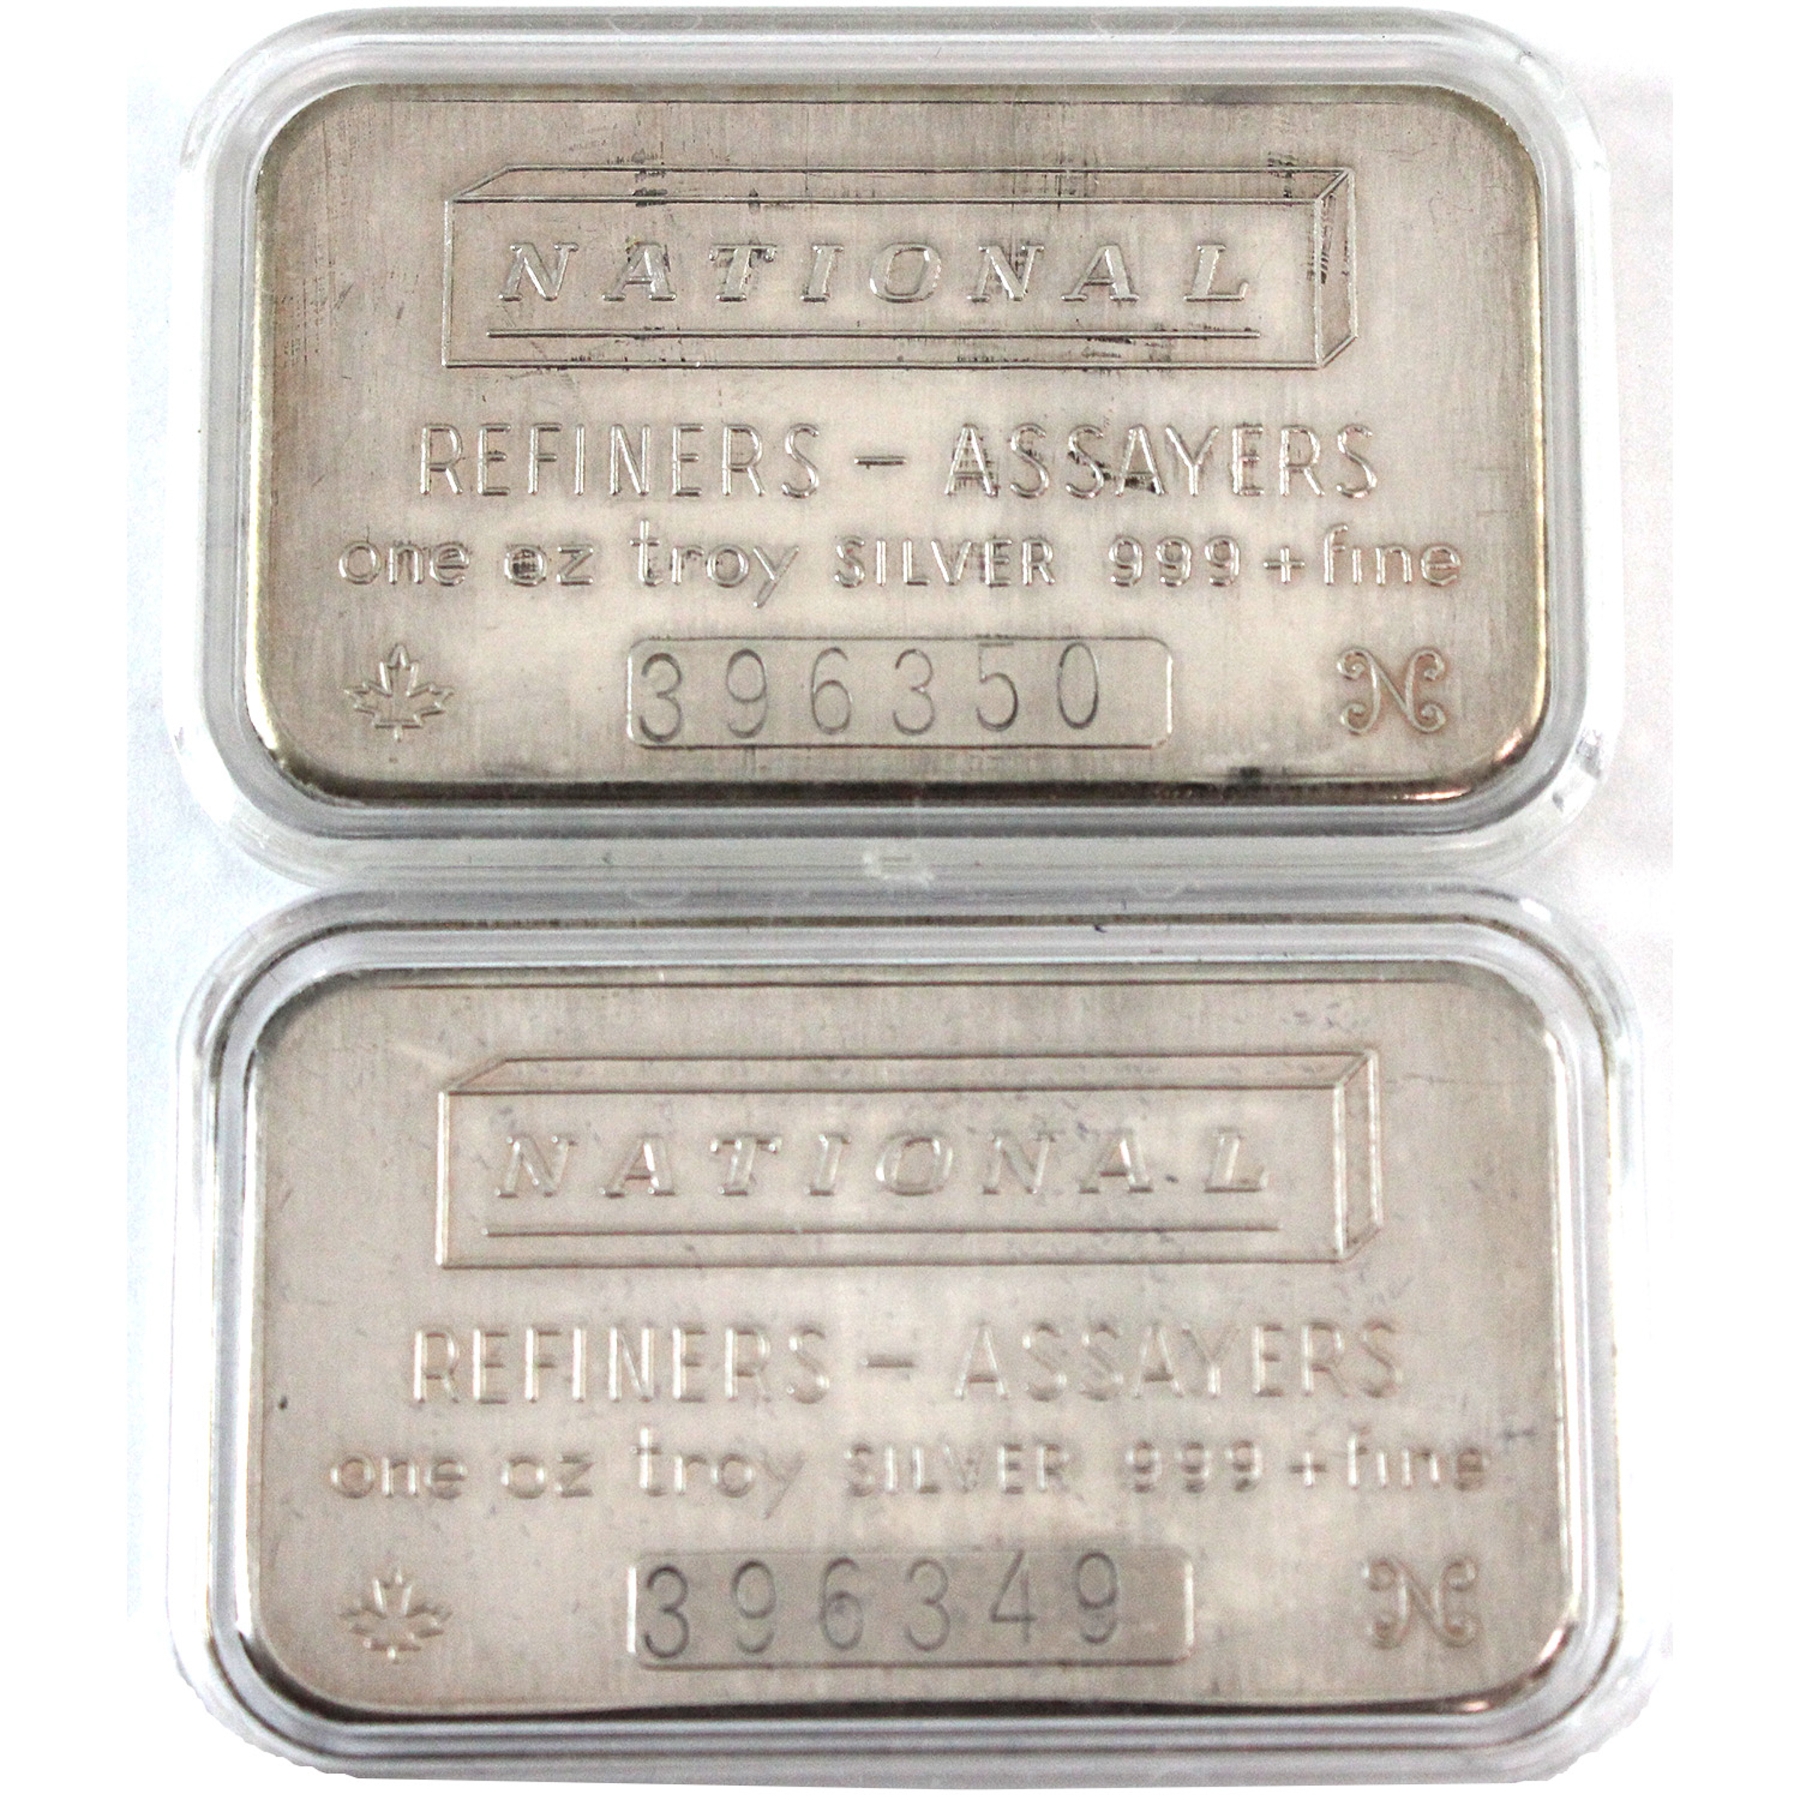 NATIONAL
REFINERS - ASSAYERS
one oz troy SILVER 999+fine
396350
N
NATIONAL
REFINERS - ASSAYERS
one oz troy SILVER 999+fine
396349
N